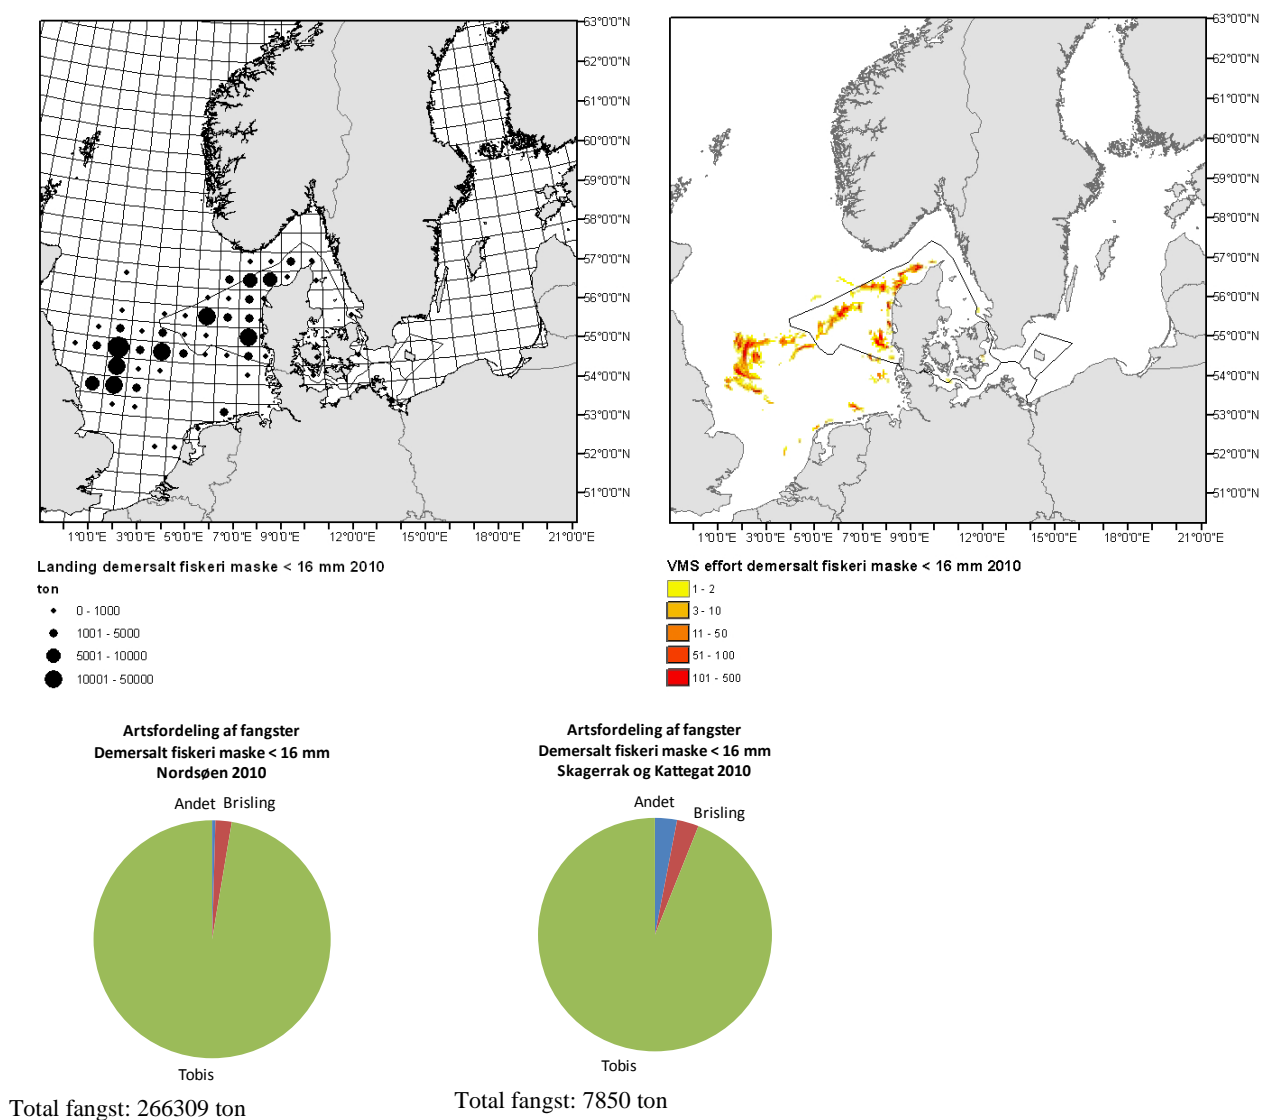 63°0'0"N
62°0'0"N
61°0'0"N
60°0'0"N
59°0'0"N
58°0'0"N
57°0'0"N
56°0'0"N
55°0'0"N
54°0'0"N
53°0'0"N
52°0'0"N
51°0'0"N
1°0'0"E 3°0'0"E 5°0'0"E 7°0'0"E 9°0'0"E 12°0'0"E 15°0'0"E 18°0'0"E 21°0'0"E
Landing demersalt fiskeri maske < 16 mm 2010
ton
0 - 1000
1001 - 5000
5001 - 10000
10001 - 50000
63°0'0"N
62°0'0"N
61°0'0"N
60°0'0"N
59°0'0"N
58°0'0"N
57°0'0"N
56°0'0"N
55°0'0"N
54°0'0"N
53°0'0"N
52°0'0"N
51°0'0"N
1°0'0"E 3°0'0"E 5°0'0"E 7°0'0"E 9°0'0"E 12°0'0"E 15°0'0"E 18°0'0"E 21°0'0"E
VMS effort demersalt fiskeri maske < 16 mm 2010
1 - 2
3 - 10
11 - 50
51 - 100
101 - 500
Artsfordeling af fangster
Demersalt fiskeri maske < 16 mm
Nordsøen 2010
Andet Brisling
Tobis
Total fangst: 266309 ton
Artsfordeling af fangster
Demersalt fiskeri maske < 16 mm
Skagerrak og Kattegat 2010
Andet
Brisling
Tobis
Total fangst: 7850 ton